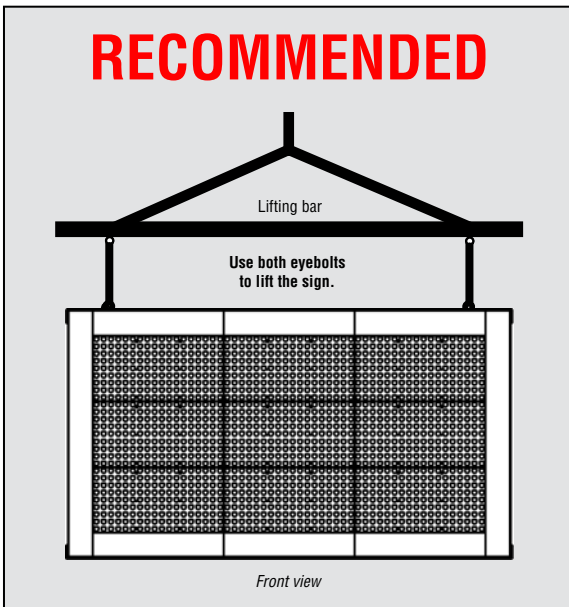 RECOMMENDED
Lifting bar
Use both eyebolts
to lift the sign.
Front view